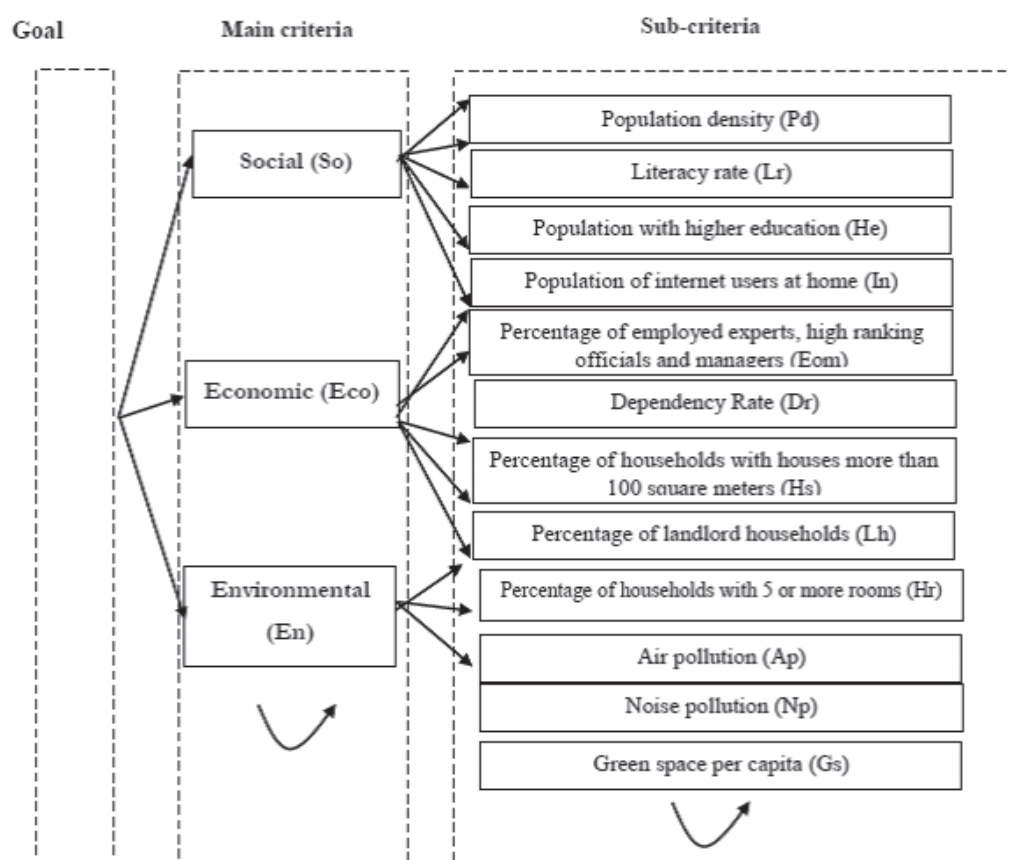 Goal
Main criteria
Sub-criteria
Social (So)
Economic (Eco)
Environmental
(En)
Population density (Pd)
Literacy rate (Lr)
Population with higher education (He)
Population of internet users at home (In)
Percentage of employed experts, high ranking
officials and managers (Eom)
Dependency Rate (Dr)
Percentage of households with houses more than
100 square meters (Hs)
Percentage of landlord households (Lh)
Percentage of households with 5 or more rooms (Hr)
Air pollution (Ap)
Noise pollution (Np)
Green space per capita (Gs)